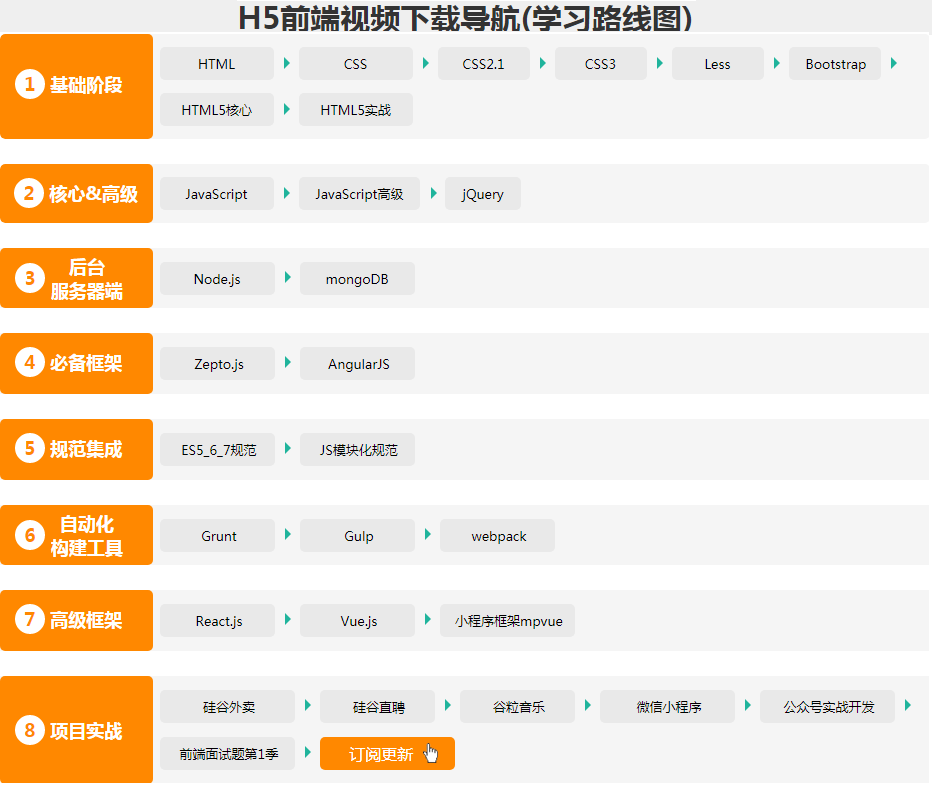 H5前端视频下载导航(学习路线图)
1 基础阶段
HTML CSS CSS2.1 CSS3 Less Bootstrap
HTML5核心 HTML5实战
2 核心&高级
JavaScript JavaScript高级 jQuery
3 后台
服务器端
Node.js mongoDB
4 必备框架
Zepto.js AngularJS
5 规范集成
ES5_6_7规范 JS模块化规范
6 自动化
构建工具
Grunt Gulp webpack
7 高级框架
React.js Vue.js 小程序框架mpvue
8 项目实战
硅谷外卖 硅谷直聘 谷粒音乐 微信小程序 公众号实战开发
前端面试题第1季 订阅更新